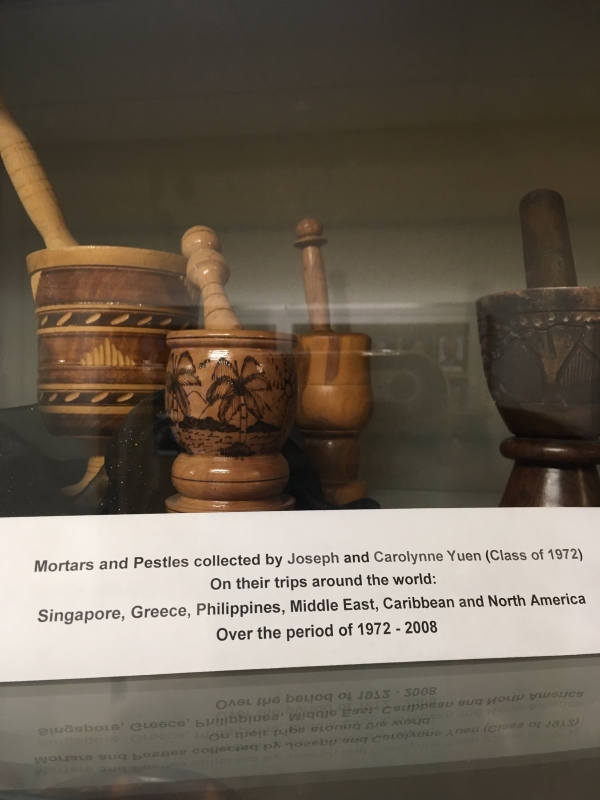 Mortars and Pestles collected by Joseph and Carolynne Yuen (Class of 1972)
On their trips around the world:
Singapore, Greece, Philippines, Middle East, Caribbean and North America
Over the period of 1972 - 2008